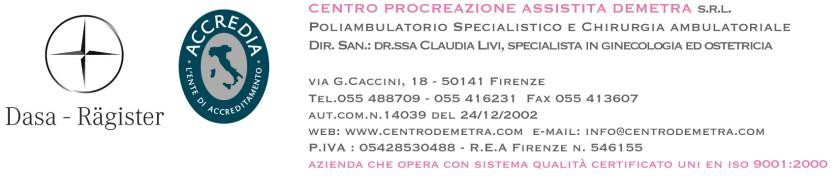 Dasa - Rägister
ACCREDIA
L'ENTE DI ACCREDITAMENTO
CENTRO PROCREAZIONE ASSISTITA DEMETRA S.R.L.
POLIAMBULATORIO SPECIALISTICO E CHIRURGIA AMBULATORIALE
DIR. SAN.: DR.SSA CLAUDIA LIVI, SPECIALISTA IN GINECOLOGIA ED OSTETRICIA
VIA G.CACCINI, 18 - 50141 FIRENZE
TEL.055 488709 - 055 416231 FAX 055 413607
AUT.COM.N.14039 DEL 24/12/2002
WEB: WWW.CENTRODEMETRA.COM E-MAIL: INFO@CENTRODEMETRA.COM
P.IVA : 05428530488 - R.E.A FIRENZE N. 546155
AZIENDA CHE OPERA CON SISTEMA QUALITÀ CERTIFICATO UNI EN ISO 9001:2000